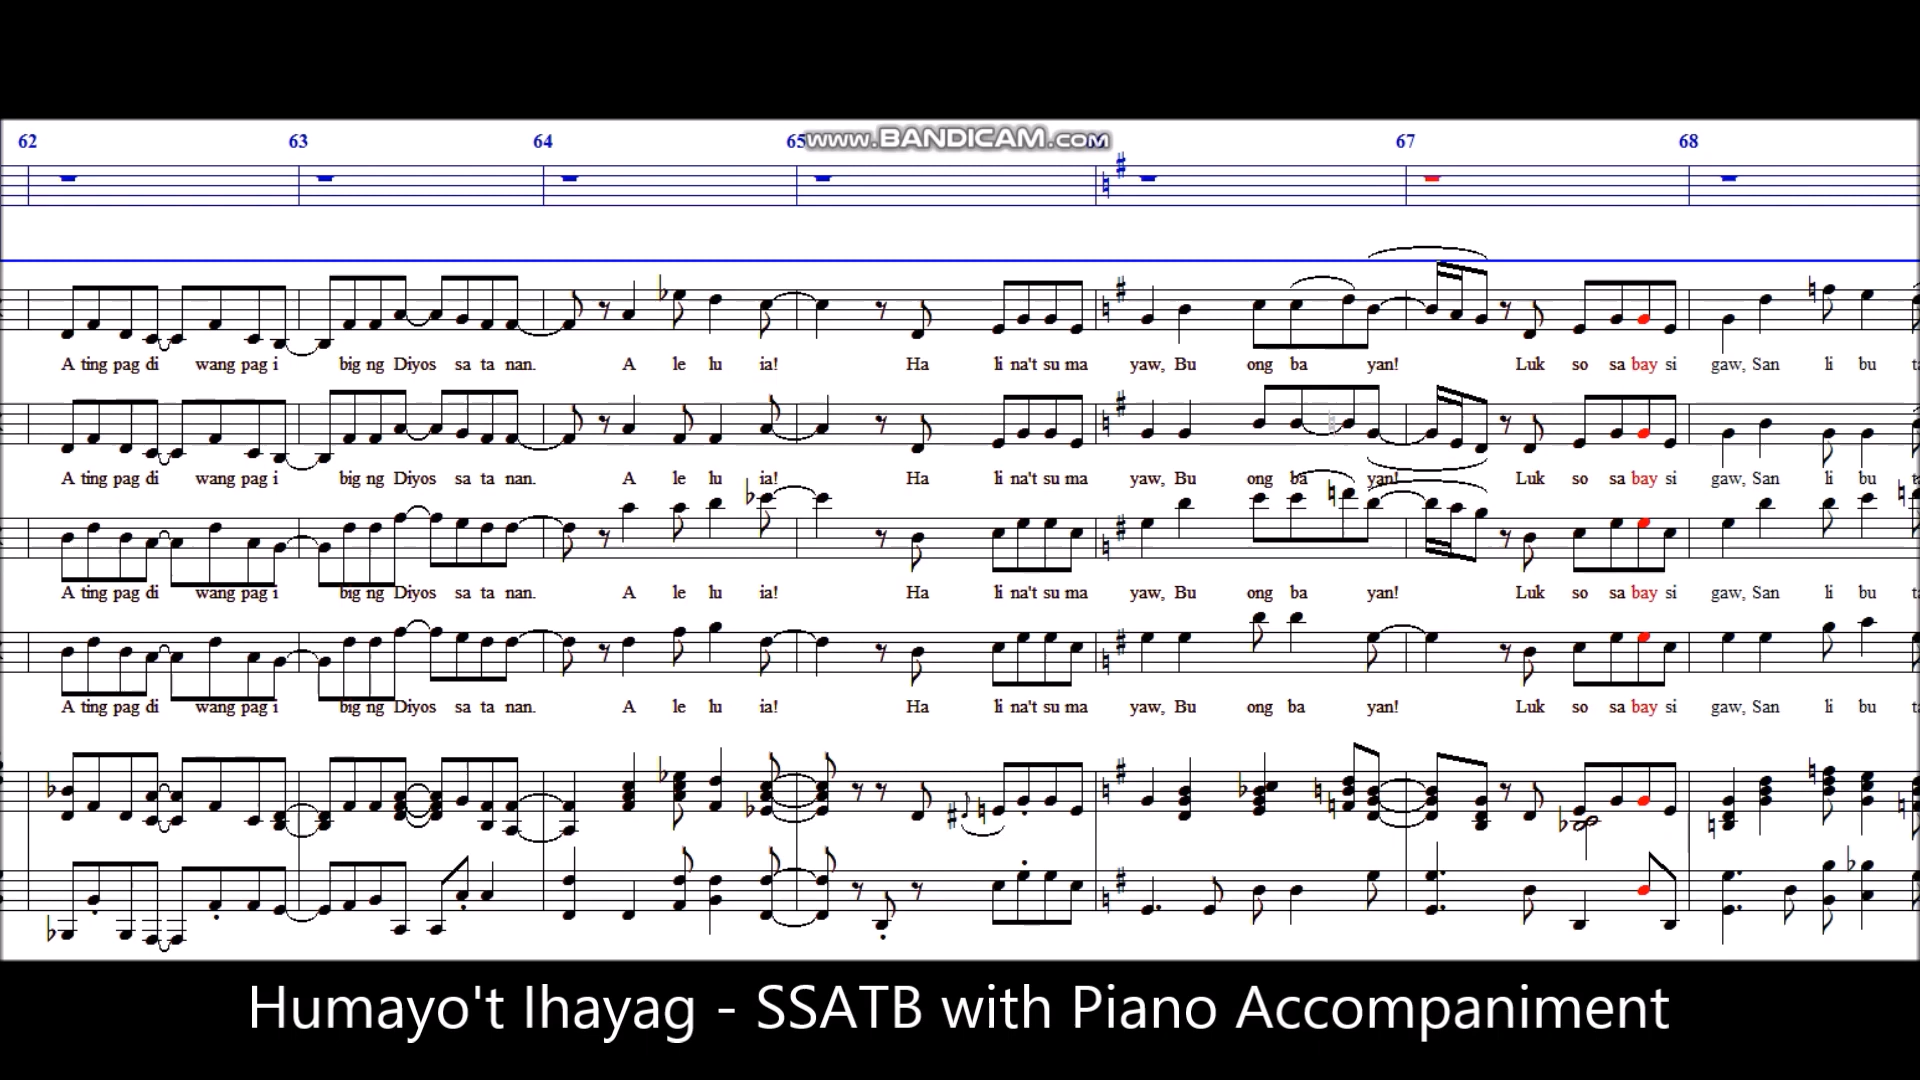 62 63 64 65 www.BANDICAM.com 67 68
A ting pag di wang pag i big ng Diyos sa ta nan. A le lu ia! Ha li na't su ma yaw, Bu ong ba yan! Luk so sa bay si gaw, San li bu
A ting pag di wang pag i big ng Diyos sa ta nan. A le lu ia! Ha li na't su ma yaw, Bu ong ba yan! Luk so sa bay si gaw, San li bu
A ting pag di wang pag i big ng Diyos sa ta nan. A le lu ia! Ha li na't su ma yaw, Bu ong ba yan! Luk so sa bay si gaw, San li bu
A ting pag di wang pag i big ng Diyos sa ta nan. A le lu ia! Ha li na't su ma yaw, Bu ong ba yan! Luk so sa bay si gaw, San li bu
Humayo't Ihayag - SSATB with Piano Accompaniment